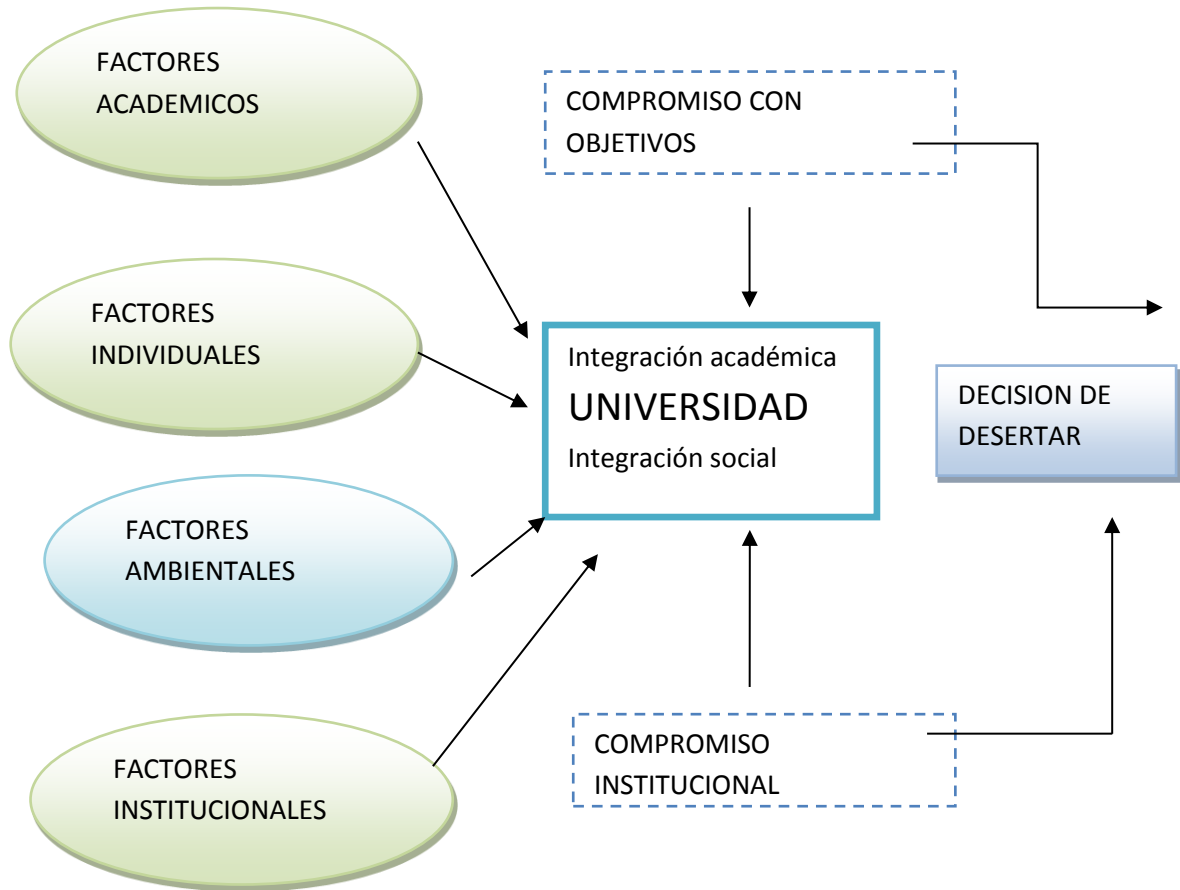 FACTORES
ACADEMICOS
COMPROMISO CON
OBJETIVOS
FACTORES
INDIVIDUALES
Integración académica
UNIVERSIDAD
Integración social
DECISION DE
DESERTAR
FACTORES
AMBIENTALES
COMPROMISO
INSTITUCIONAL
FACTORES
INSTITUCIONALES